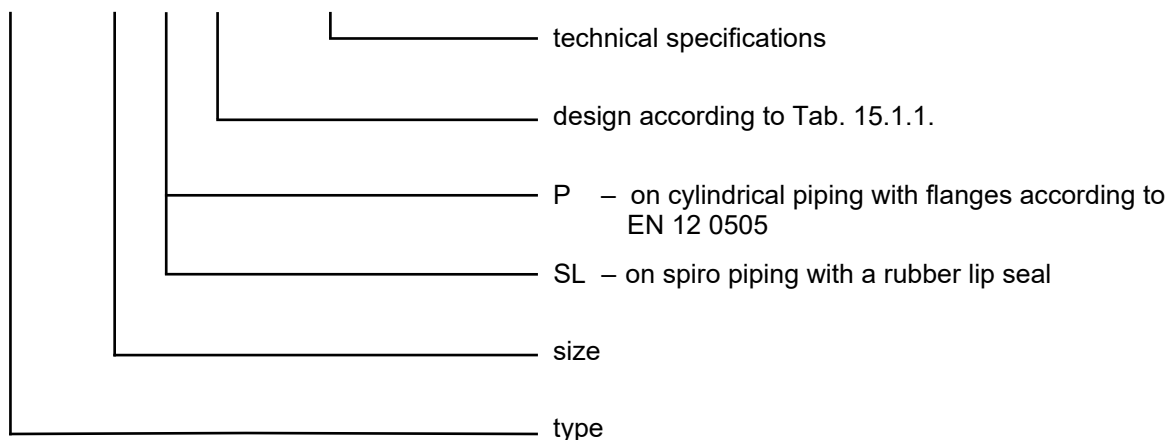 technical specifications
design according to Tab. 15.1.1.
P – on cylindrical piping with flanges according to
EN 12 0505
SL – on spiro piping with a rubber lip seal
size
type